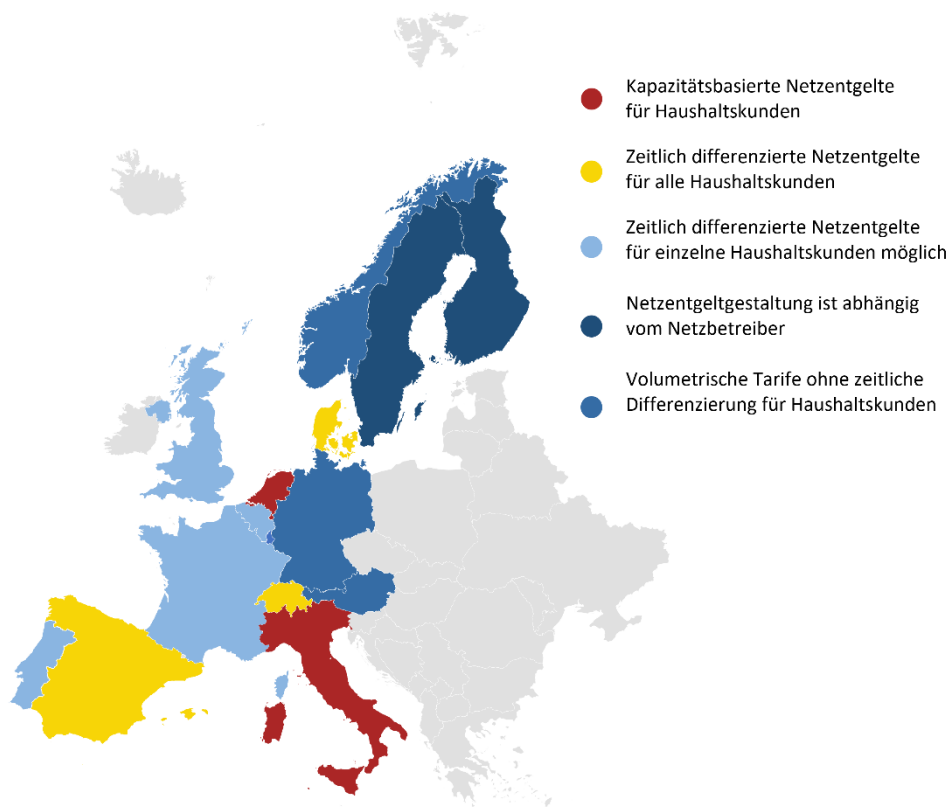 Kapazitätsbasierte Netzentgelte
für Haushaltskunden
Zeitlich differenzierte Netzentgelte
für alle Haushaltskunden
Zeitlich differenzierte Netzentgelte
für einzelne Haushaltskunden möglich
Netzentgeltgestaltung ist abhängig
vom Netzbetreiber
Volumetrische Tarife ohne zeitliche
Differenzierung für Haushaltskunden